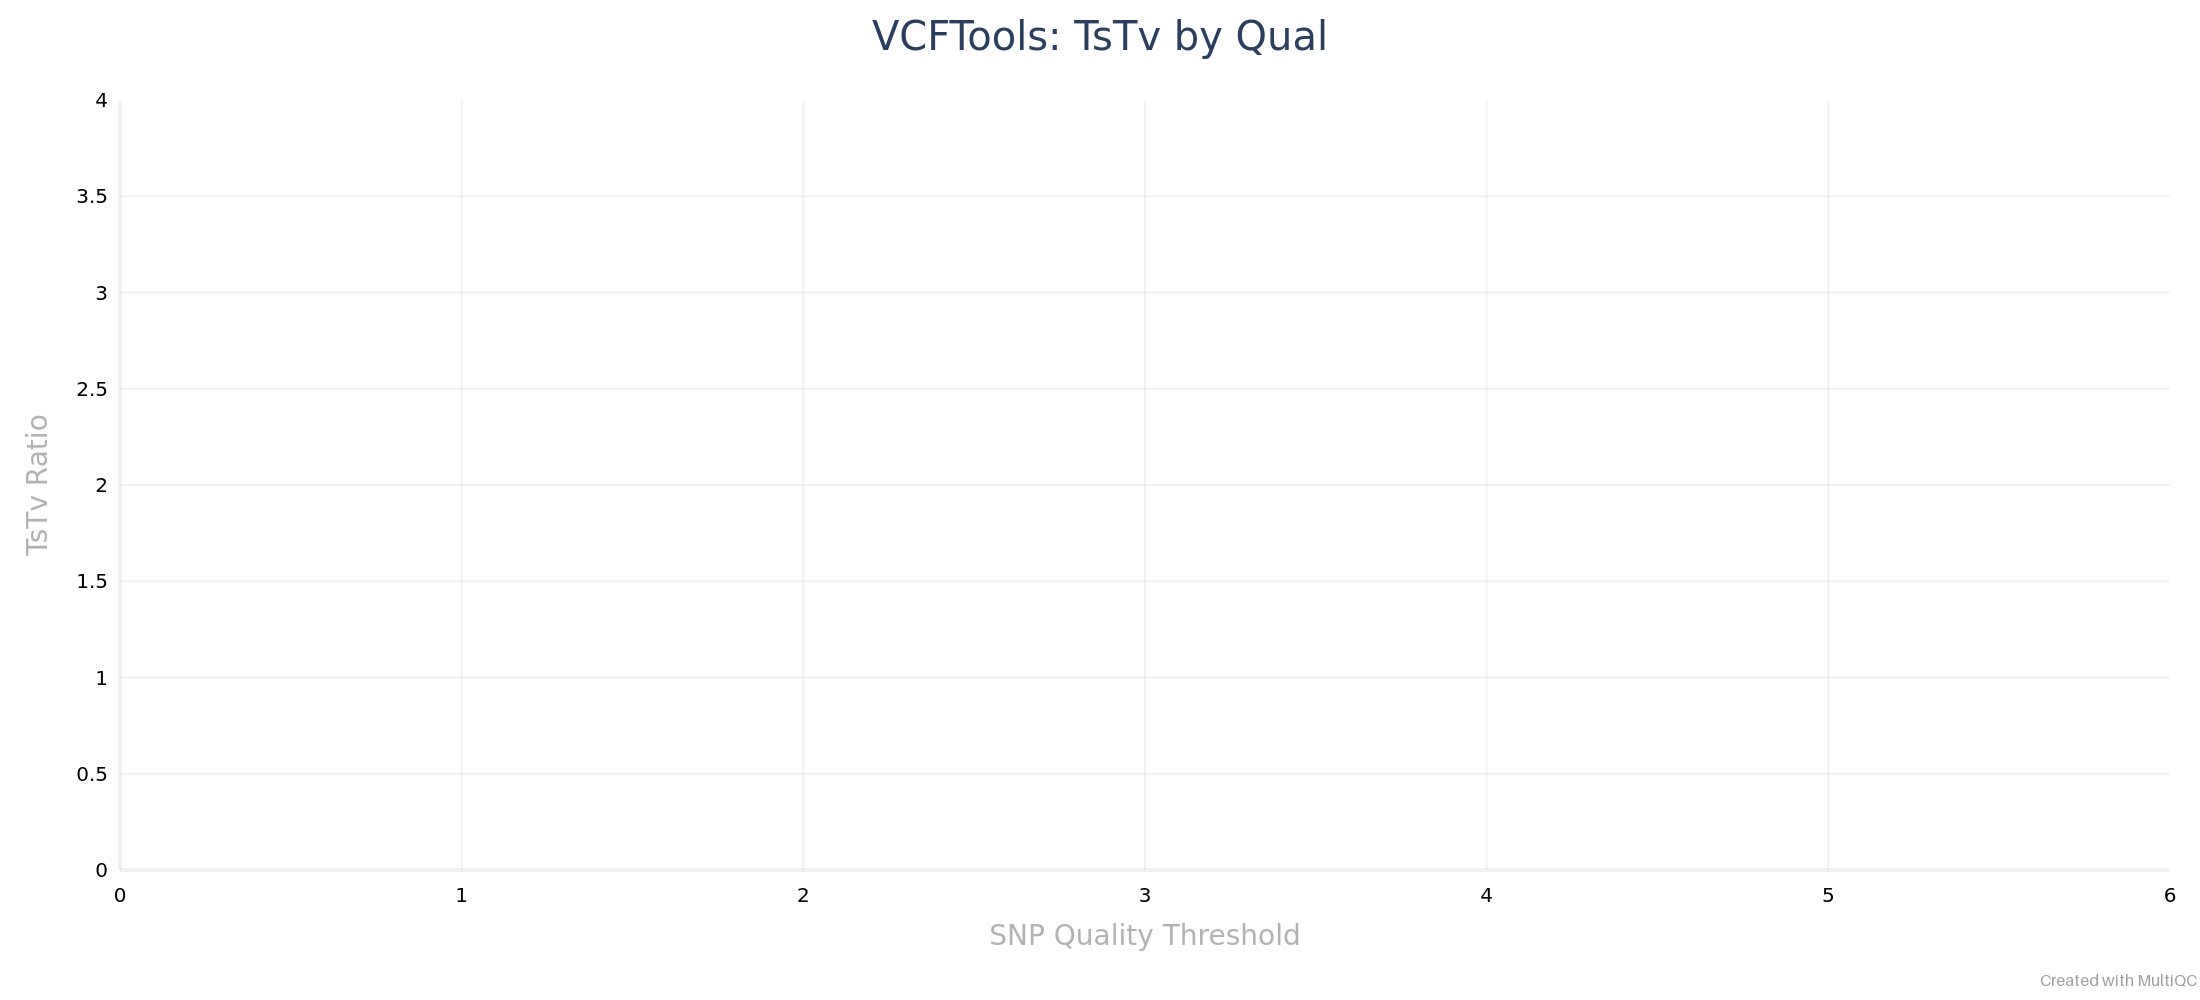 VCFTools: TsTv by Qual
4
3.5
3
2.5
2
1.5
1
0.5
0
TsTv Ratio
0 1 2 3 4 5 6
SNP Quality Threshold
Created with MultiQC